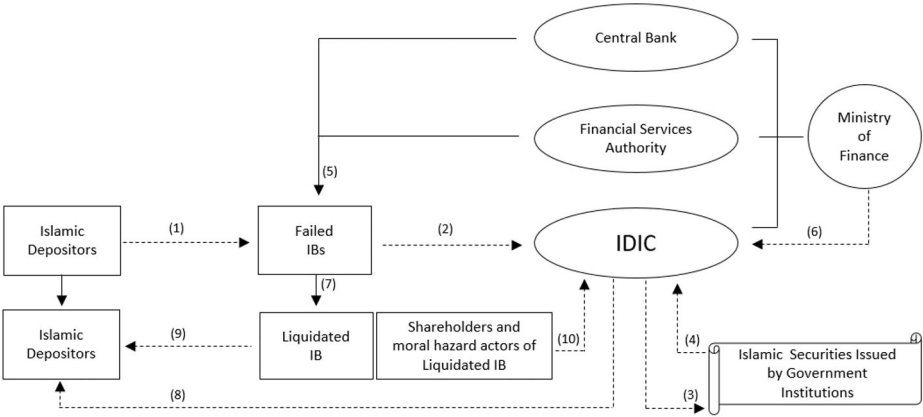 Central Bank
Financial Services
Authority
Ministry
of
Finance
(5)
Islamic
Depositors
(1)
Failed
IBs
(2)
IDIC
(6)
(7)
Islamic
Depositors
(9)
Liquidated
IB
Shareholders and
moral hazard actors of
Liquidated IB
(10)
(4)
Islamic Securities Issued
by Government
Institutions
(8)
(3)